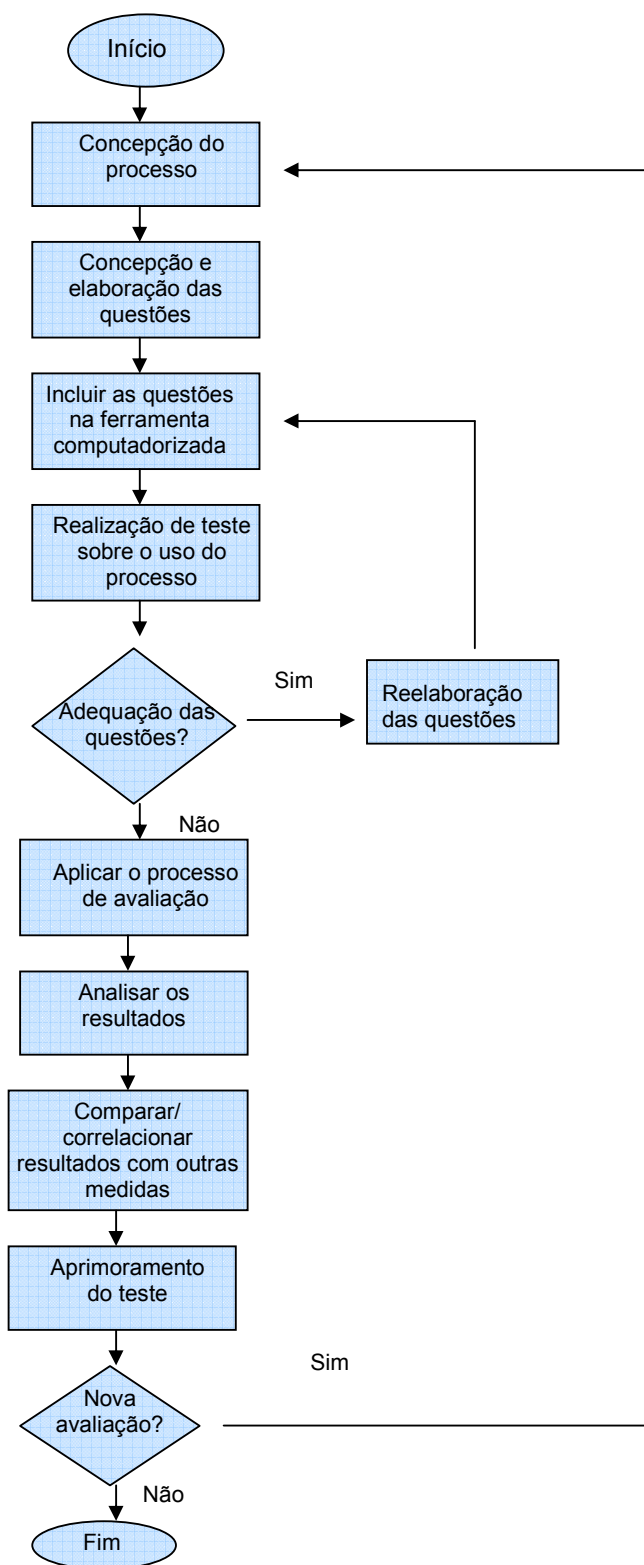 Início
Concepção do
processo
Concepção e
elaboração das
questões
Incluir as questões
na ferramenta
computadorizada
Realização de teste
sobre o uso do
processo
Adequação das
questões?
Sim
Reelaboração
das questões
Não
Aplicar o processo
de avaliação
Analisar os
resultados
Comparar/
correlacionar
resultados com outras
medidas
Aprimoramento
do teste
Nova
avaliação?
Sim
Não
Fim